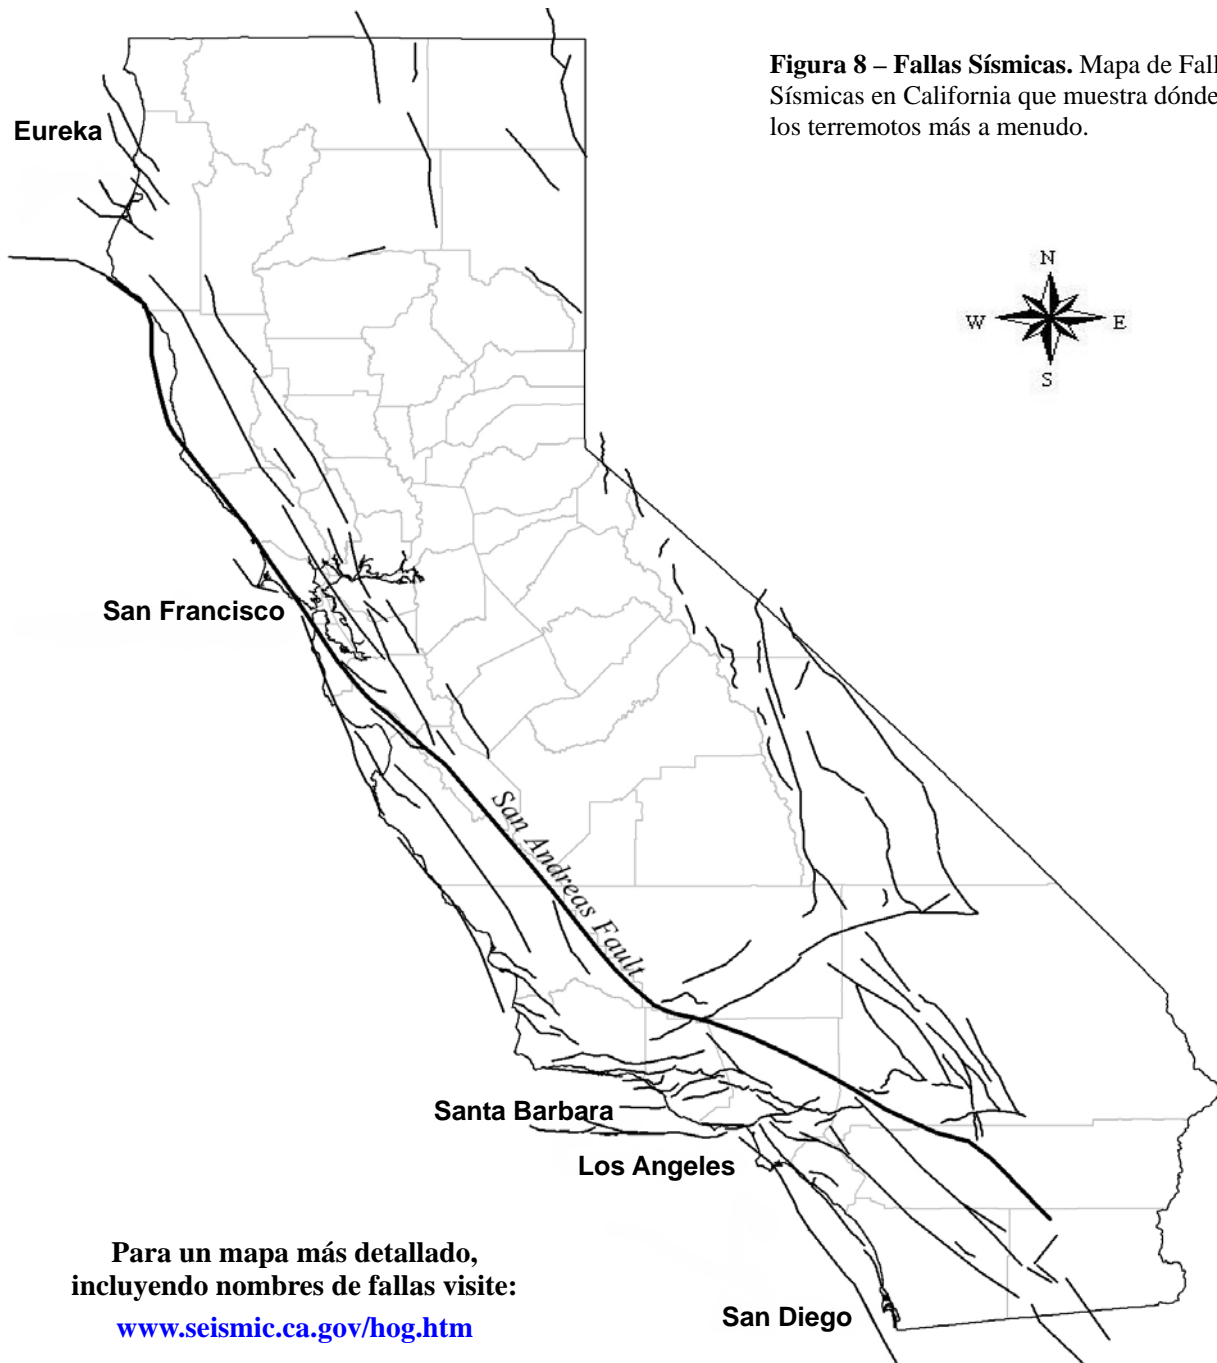 Figura 8 – Fallas Sísmicas. Mapa de Fall
Sísmicas en California que muestra dónde
los terremotos más a menudo.
Eureka
N
W E
S
San Francisco
San Andreas Fault
Santa Barbara
Los Angeles
Para un mapa más detallado,
incluyendo nombres de fallas visite:
www.seismic.ca.gov/hog.htm
San Diego